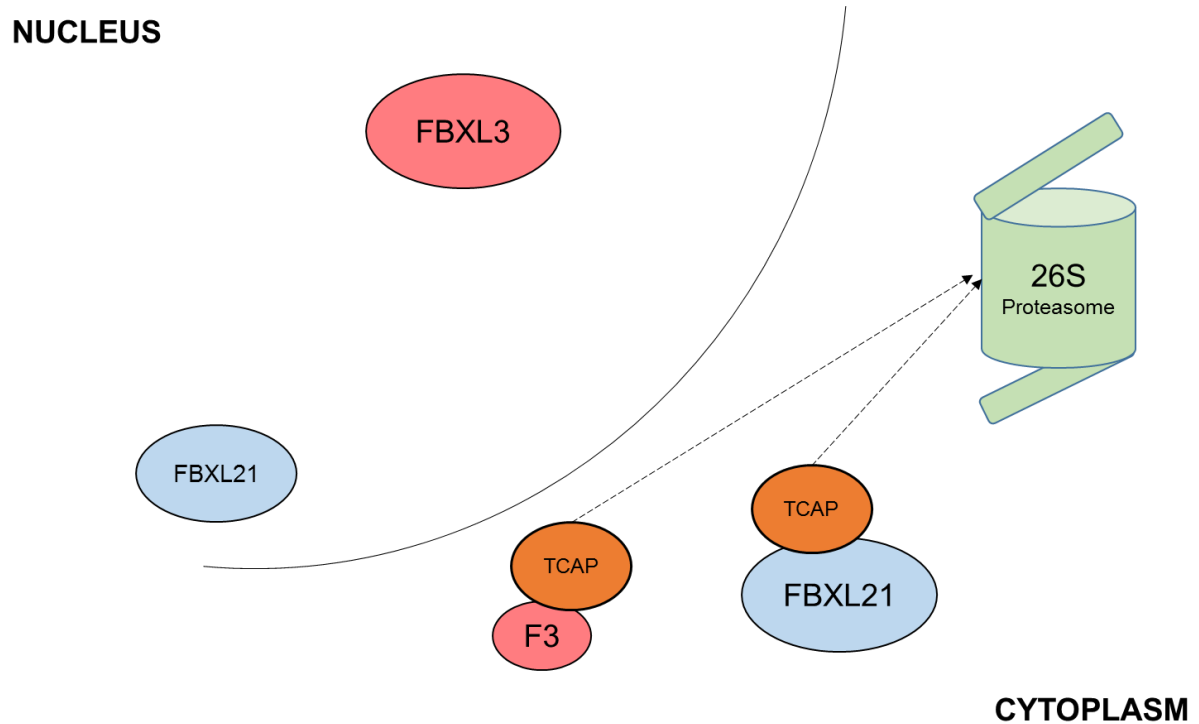 NUCLEUS
FBXL3
26S
Proteasome
FBXL21
TCAP
TCAP
FBXL21
F3
CYTOPLASM